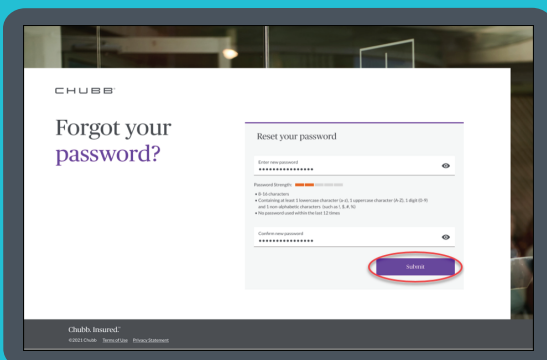 CHUBB
Forgot your
password?
Reset your password
Enter new password
••••••••••••••••
Password Strength:
• 8-16 characters
• Containing at least 1 lowercase character (a-z), 1 uppercase character (A-Z), 1 digit (0-9)
and 1 non-alphabetic characters (such as !, $, #, %)
• No password used within the last 12 times
Confirm new password
••••••••••••••••
Submit
Chubb. Insured.℠
©2021 Chubb Terms of Use Privacy Statement